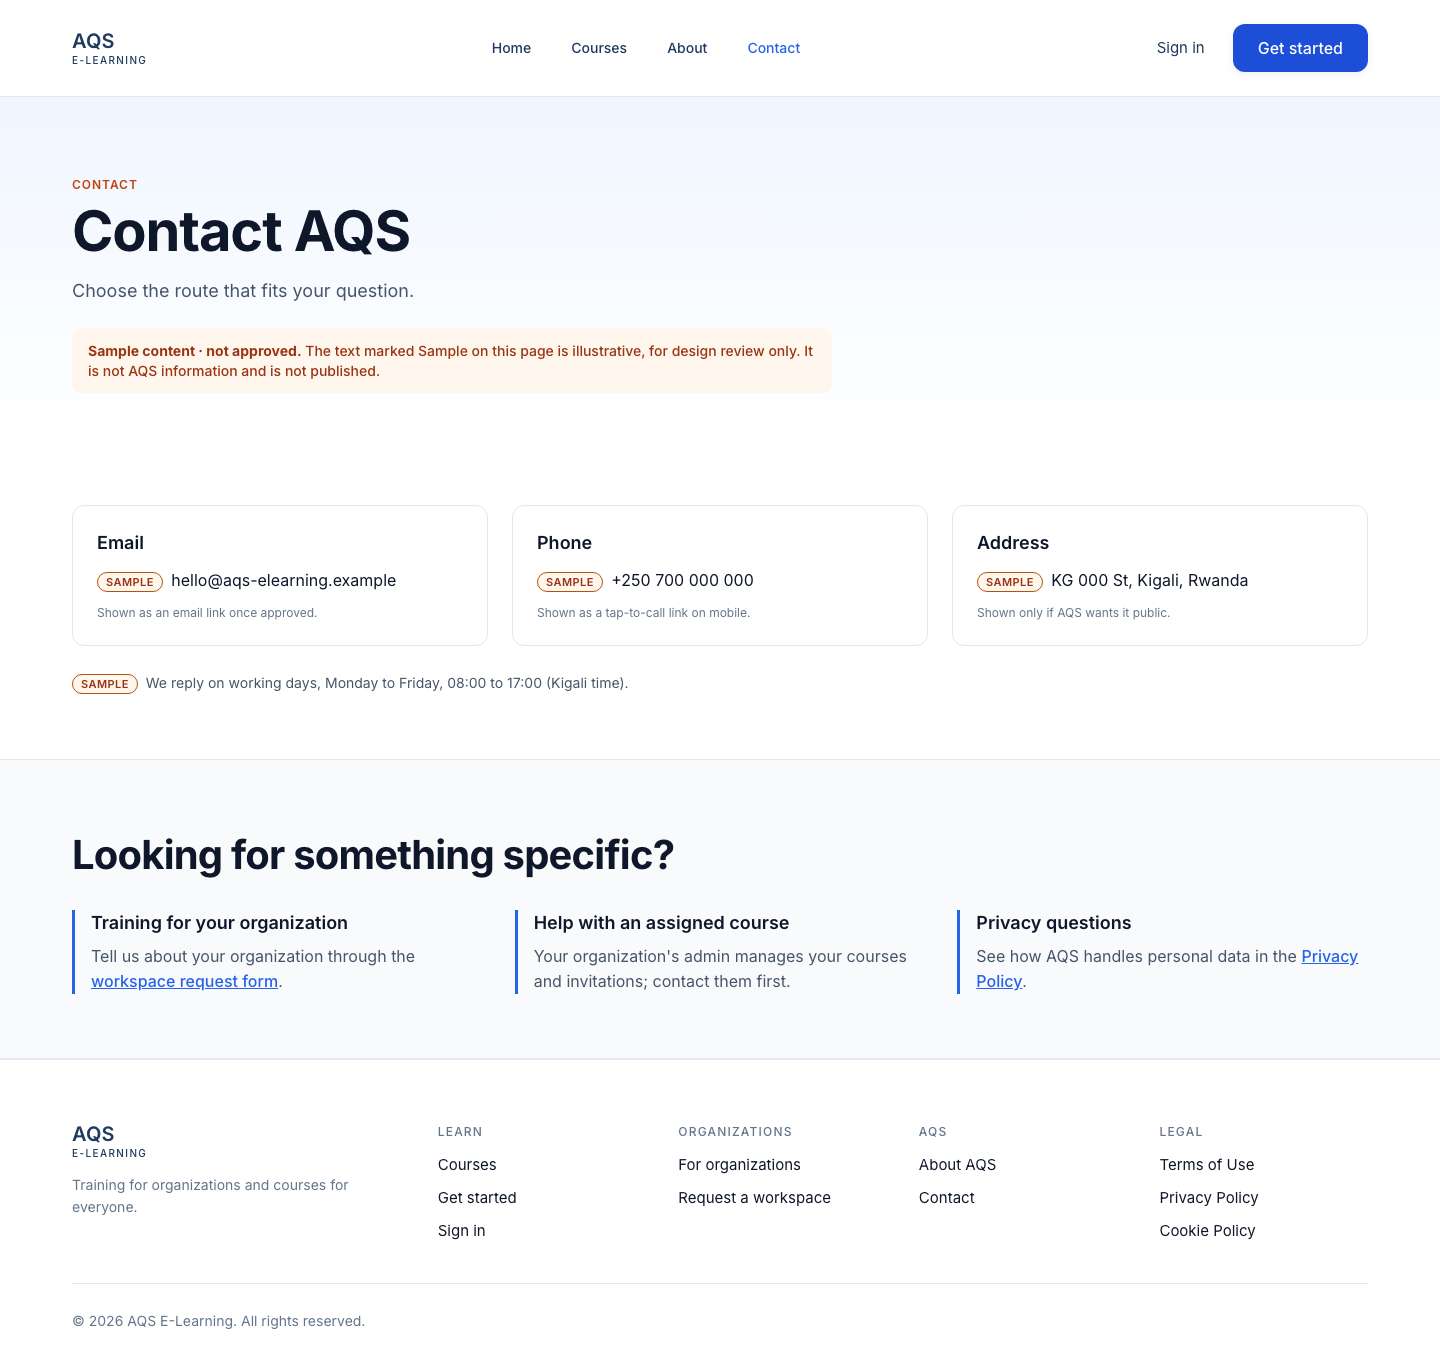 AQS
E-LEARNING
Home
Courses
About
Contact
Sign in
Get started
CONTACT
Contact AQS
Choose the route that fits your question.
Sample content · not approved. The text marked Sample on this page is illustrative, for design review only. It
is not AQS information and is not published.
Email
SAMPLE hello@aqs-elearning.example
Shown as an email link once approved.
Phone
SAMPLE +250 700 000 000
Shown as a tap-to-call link on mobile.
Address
SAMPLE KG 000 St, Kigali, Rwanda
Shown only if AQS wants it public.
SAMPLE We reply on working days, Monday to Friday, 08:00 to 17:00 (Kigali time).
Looking for something specific?
Training for your organization
Tell us about your organization through the
workspace request form.
Help with an assigned course
Your organization's admin manages your courses
and invitations; contact them first.
Privacy questions
See how AQS handles personal data in the Privacy
Policy.
AQS
E-LEARNING
Training for organizations and courses for
everyone.
LEARN
Courses
Get started
Sign in
ORGANIZATIONS
For organizations
Request a workspace
AQS
About AQS
Contact
LEGAL
Terms of Use
Privacy Policy
Cookie Policy
© 2026 AQS E-Learning. All rights reserved.